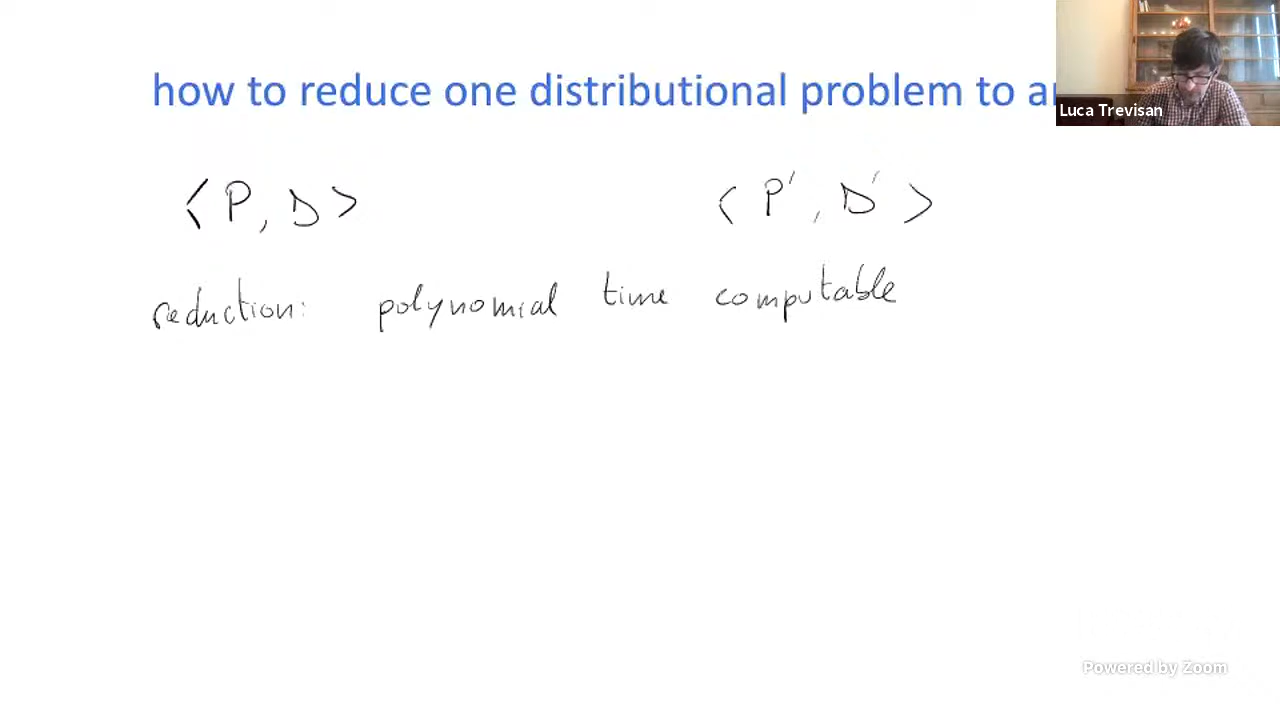 how to reduce one distributional problem to
Luca Trevisan
⟨ P , D ⟩ ⟨ P' , D' ⟩
reduction: polynomial time computable
Powered by Zoom